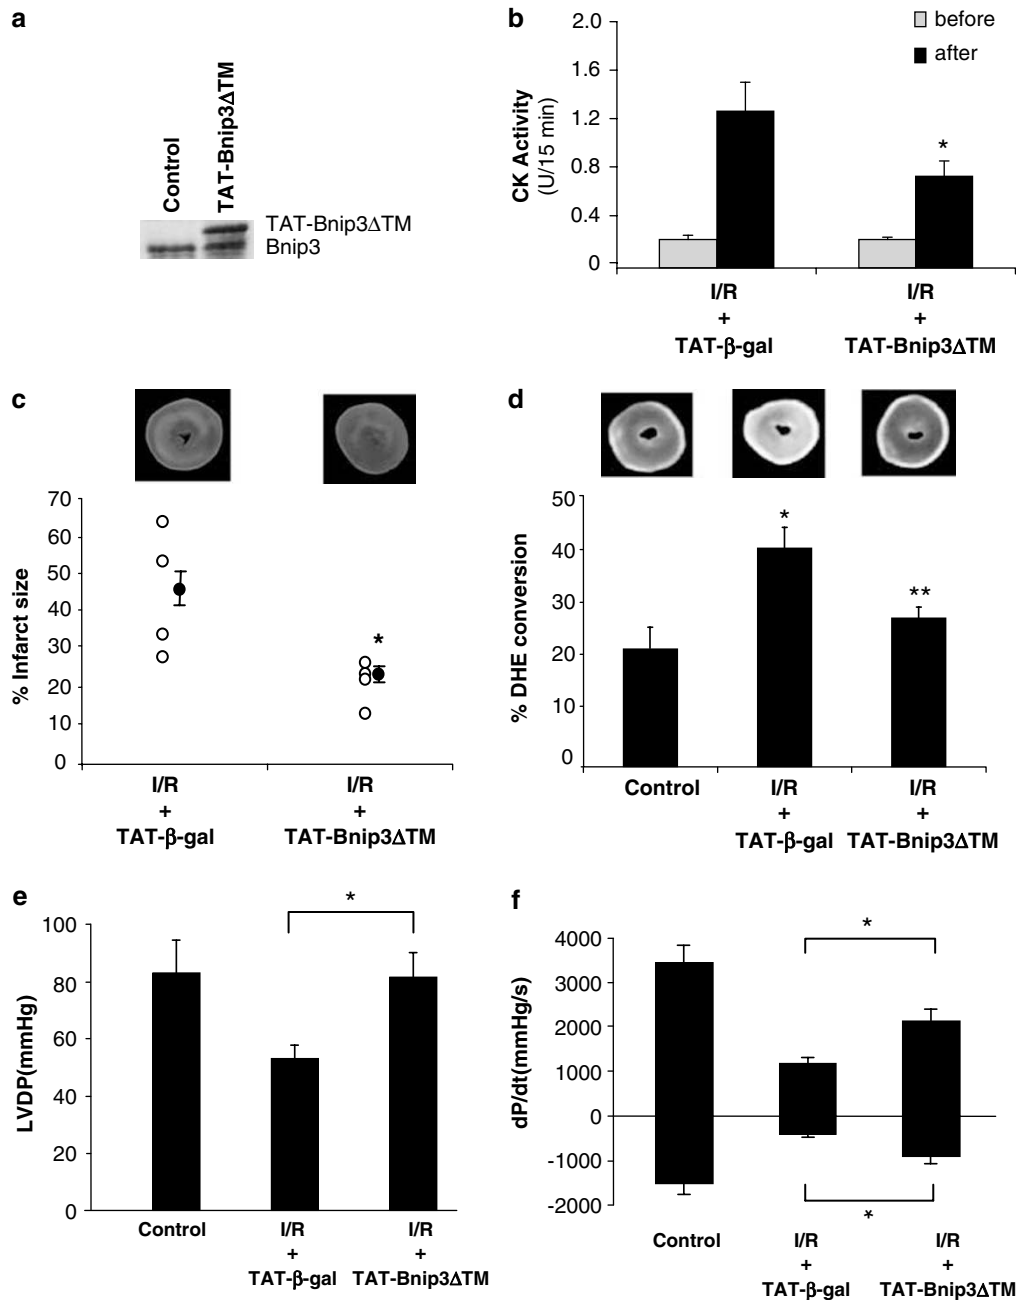 a
Control
TAT-Bnip3ΔTM
TAT-Bnip3ΔTM
Bnip3
b
before
after
CK Activity
(U/15 min)
2.0
1.6
1.2
0.8
0.4
0
*
I/R
+
TAT-β-gal
I/R
+
TAT-Bnip3ΔTM
c
% Infarct size
70
60
50
40
30
20
10
0
*
I/R
+
TAT-β-gal
I/R
+
TAT-Bnip3ΔTM
d
% DHE conversion
50
40
30
20
10
0
*
**
Control
I/R
+
TAT-β-gal
I/R
+
TAT-Bnip3ΔTM
e
LVDP(mmHg)
100
80
60
40
20
0
*
Control
I/R
+
TAT-β-gal
I/R
+
TAT-Bnip3ΔTM
f
dP/dt(mmHg/s)
4000
3000
2000
1000
0
-1000
-2000
*
*
Control
I/R
+
TAT-β-gal
I/R
+
TAT-Bnip3ΔTM